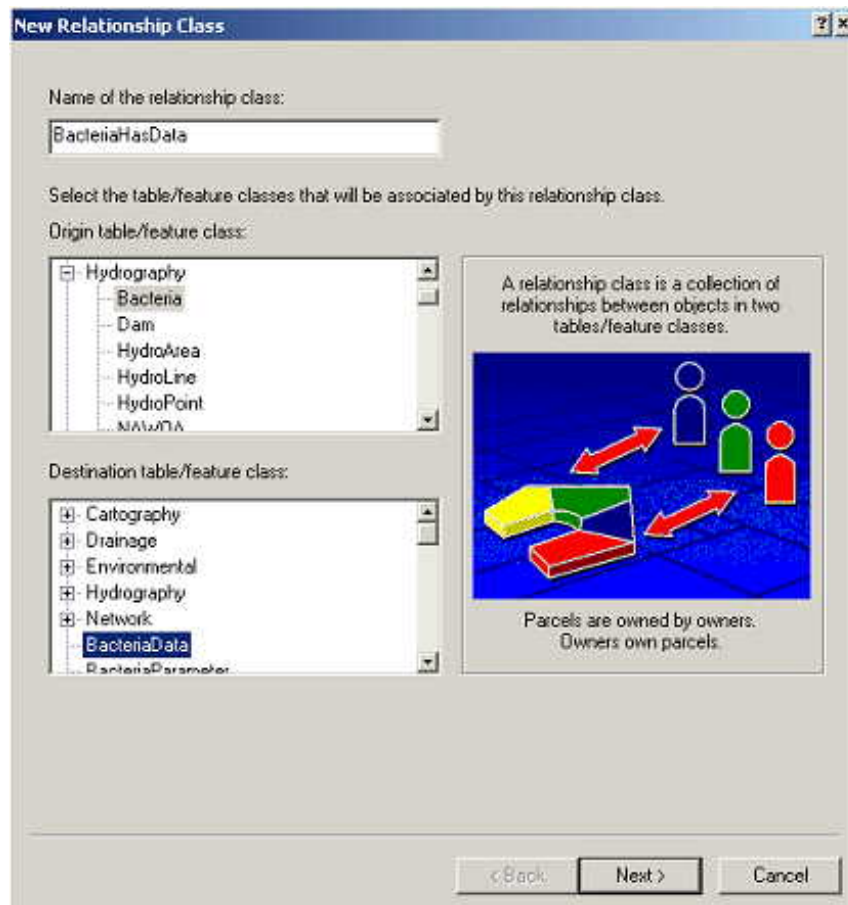 New Relationship Class
Name of the relationship class:
BacteriaHasData
Select the table/feature classes that will be associated by this relationship class.
Origin table/feature class:
Hydrography
Bacteria
Dam
HydroArea
HydroLine
HydroPoint
NAWQA
Destination table/feature class:
Cartography
Drainage
Environmental
Hydrography
Network
BacteriaData
BacteriaParameter
A relationship class is a collection of
relationships between objects in two
tables/feature classes.
Parcels are owned by owners.
Owners own parcels.
< Back
Next >
Cancel